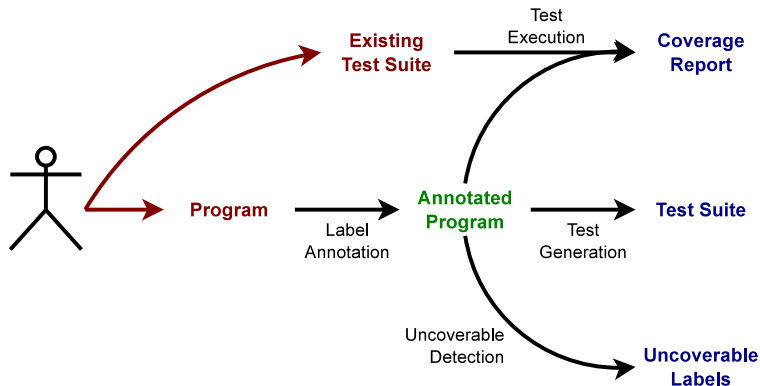 Test
Execution
Existing
Test Suite
Coverage
Report
Program
Label
Annotation
Annotated
Program
Test
Generation
Test Suite
Uncoverable
Detection
Uncoverable
Labels